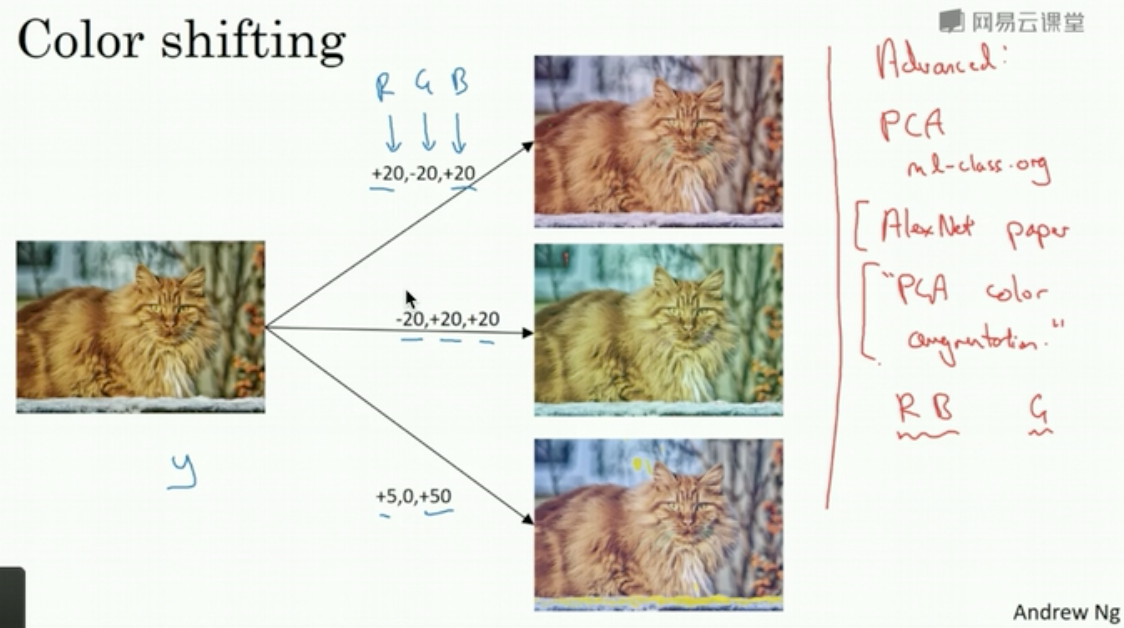 Color shifting
网易云课堂
R G B
+20,-20,+20
-20,+20,+20
+5,0,+50
y
Advanced:
PCA
ml-class.org
AlexNet paper
"PCA color
augmentation."
R B G
Andrew Ng